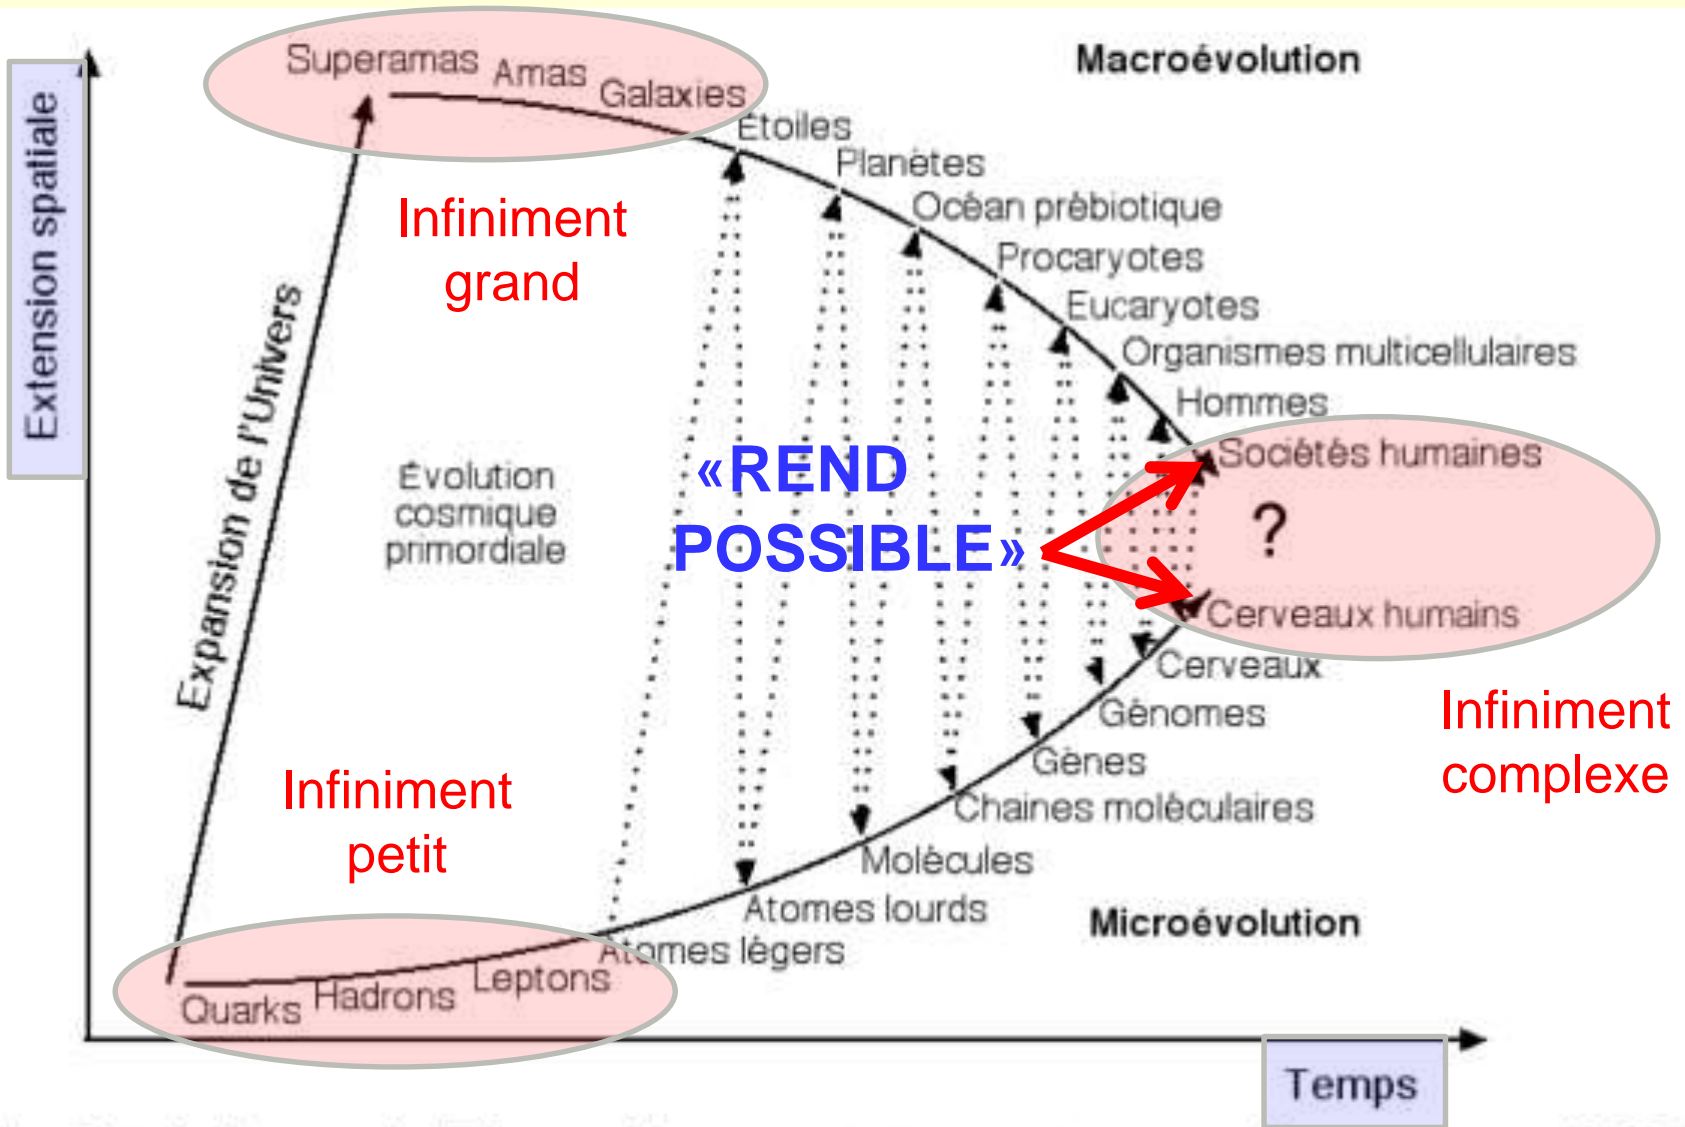 Extension spatiale
Superamas
Amas
Galaxies
Macroévolution
Étoiles
Planètes
Océan prèbiotique
Procaryotes
Eucaryotes
Organismes multicellulaires
Hommes
Sociétés humaines
Infiniment
grand
Expansion de l'Univers
Évolution
cosmique
primordiale
«REND
POSSIBLE»
?
Cerveaux humains
Cerveaux
Génomes
Gènes
Chaines moléculaires
Molécules
Atomes lourds
Atomes légers
Infiniment
complexe
Infiniment
petit
Microévolution
Leptons
Hadrons
Quarks
Temps